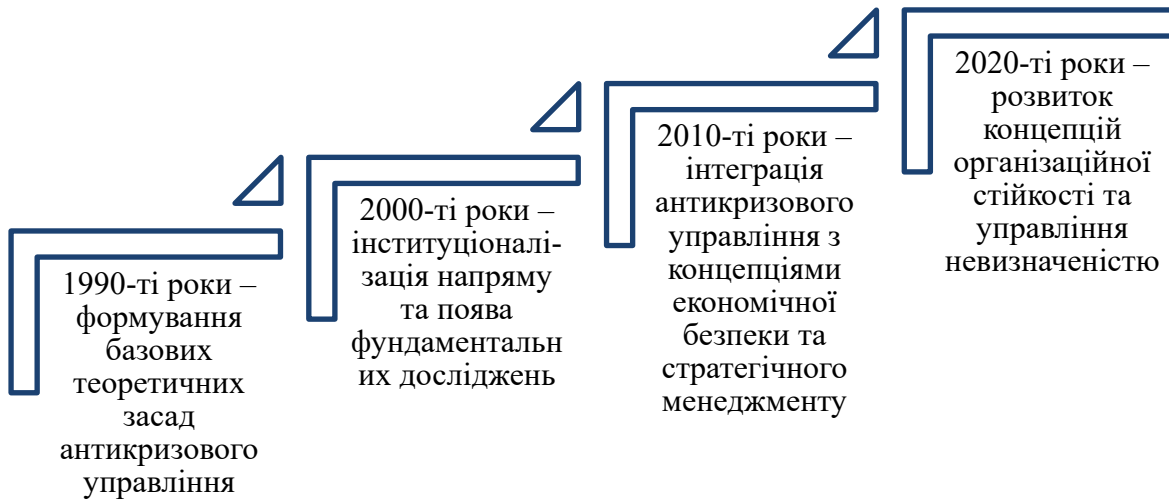 1990-ті роки –
формування
базових
теоретичних
засад
антикризового
управління
2000-ті роки –
інституціоналі-
зація напряму
та поява
фундаментальн
их досліджень
2010-ті роки –
інтеграція
антикризового
управління з
концепціями
економічної
безпеки та
стратегічного
менеджменту
2020-ті роки –
розвиток
концепцій
організаційної
стійкості та
управління
невизначеністю